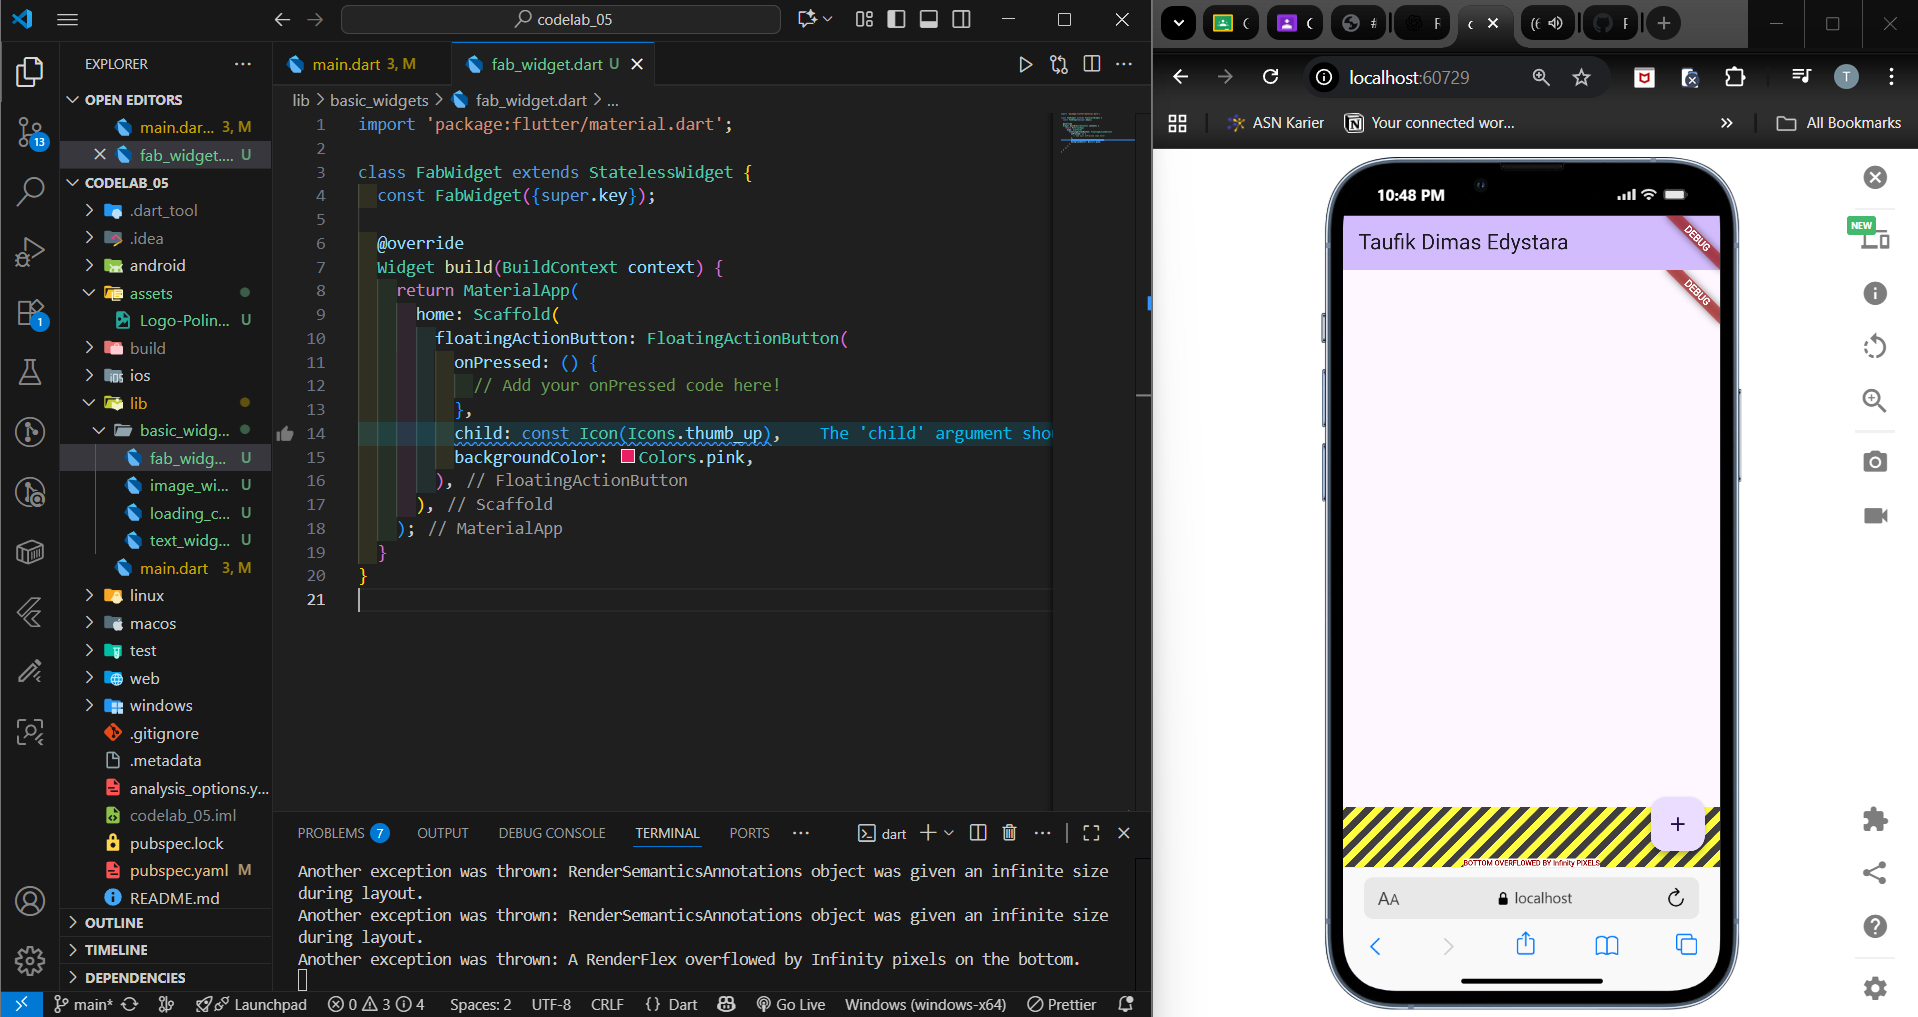 codelab_05
EXPLORER
OPEN EDITORS
main.dar... 3, M
fab_widget.... U
CODELAB_05
.dart_tool
.idea
android
assets
Logo-Polin... U
build
ios
lib
basic_widg...
fab_widg... U
image_wi... U
loading_c... U
text_widg... U
main.dart 3, M
linux
macos
test
web
windows
.gitignore
.metadata
analysis_options.y...
codelab_05.iml
pubspec.lock
pubspec.yaml M
README.md
OUTLINE
TIMELINE
DEPENDENCIES
13
1
main.dart 3, M
fab_widget.dart U
lib > basic_widgets > fab_widget.dart > ...
1 import 'package:flutter/material.dart';
2
3 class FabWidget extends StatelessWidget {
4 const FabWidget({super.key});
5
6 @override
7 Widget build(BuildContext context) {
8 return MaterialApp(
9 home: Scaffold(
10 floatingActionButton: FloatingActionButton(
11 onPressed: () {
12 // Add your onPressed code here!
13 },
14 child: const Icon(Icons.thumb_up), The 'child' argument shou
15 backgroundColor: Colors.pink,
16 ), // FloatingActionButton
17 ), // Scaffold
18 ); // MaterialApp
19 }
20 }
21
PROBLEMS 7 OUTPUT DEBUG CONSOLE TERMINAL PORTS ... dart
Another exception was thrown: RenderSemanticsAnnotations object was given an infinite size
during layout.
Another exception was thrown: RenderSemanticsAnnotations object was given an infinite size
during layout.
Another exception was thrown: A RenderFlex overflowed by Infinity pixels on the bottom.
main* Launchpad 0 3 4 Spaces: 2 UTF-8 CRLF {} Dart Go Live Windows (windows-x64) Prettier
localhost:60729
T
ASN Karier
Your connected wor...
»
All Bookmarks
10:48 PM
Taufik Dimas Edystara
DEBUG
DEBUG
NEW
BOTTOM OVERFLOWED BY Infinity PIXELS
AA localhost